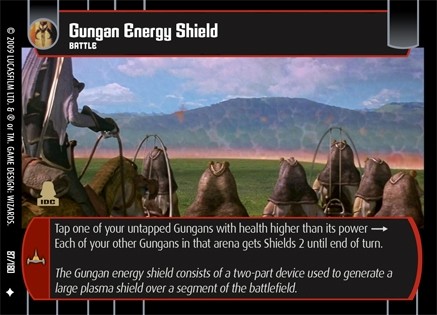 Gungan Energy Shield
BATTLE
© 2009 LUCASFILM LTD. & ® or TM. GAME DESIGN: WIZARDS.
IDC
Tap one of your untapped Gungans with health higher than its power →
Each of your other Gungans in that arena gets Shields 2 until end of turn.
The Gungan energy shield consists of a two-part device used to generate a
large plasma shield over a segment of the battlefield.